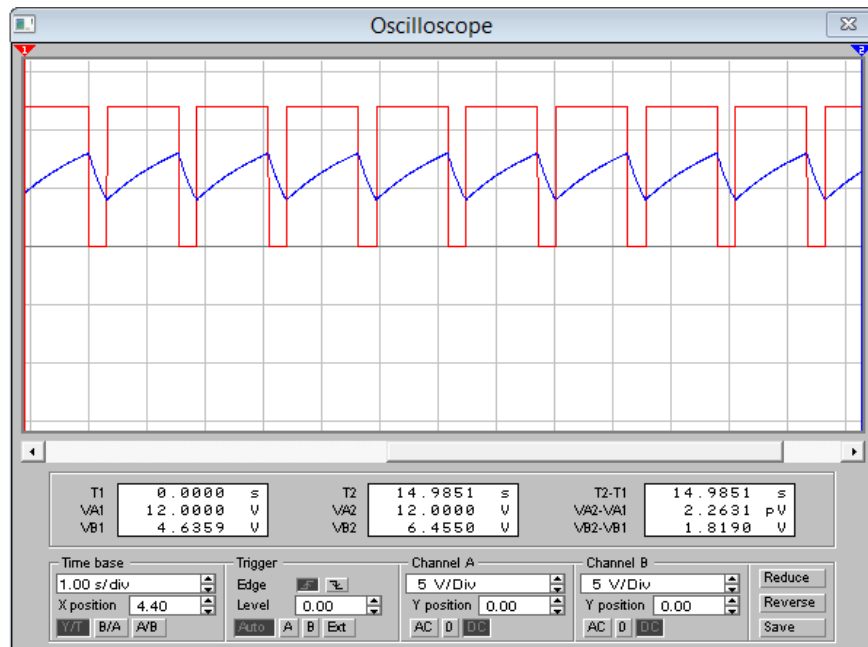 Oscilloscope
1 2
T1 0.0000 s T2 14.9851 s T2-T1 14.9851 s
VA1 12.0000 V VA2 12.0000 V VA2-VA1 2.2631 pV
VB1 4.6359 V VB2 6.4550 V VB2-VB1 1.8190 V
Time base Trigger Channel A Channel B
1.00 s/div Edge 5 V/Div 5 V/Div Reduce
X position 4.40 Level 0.00 Y position 0.00 Y position 0.00 Reverse
Y/T B/A A/B Auto A B Ext AC 0 DC AC 0 DC Save